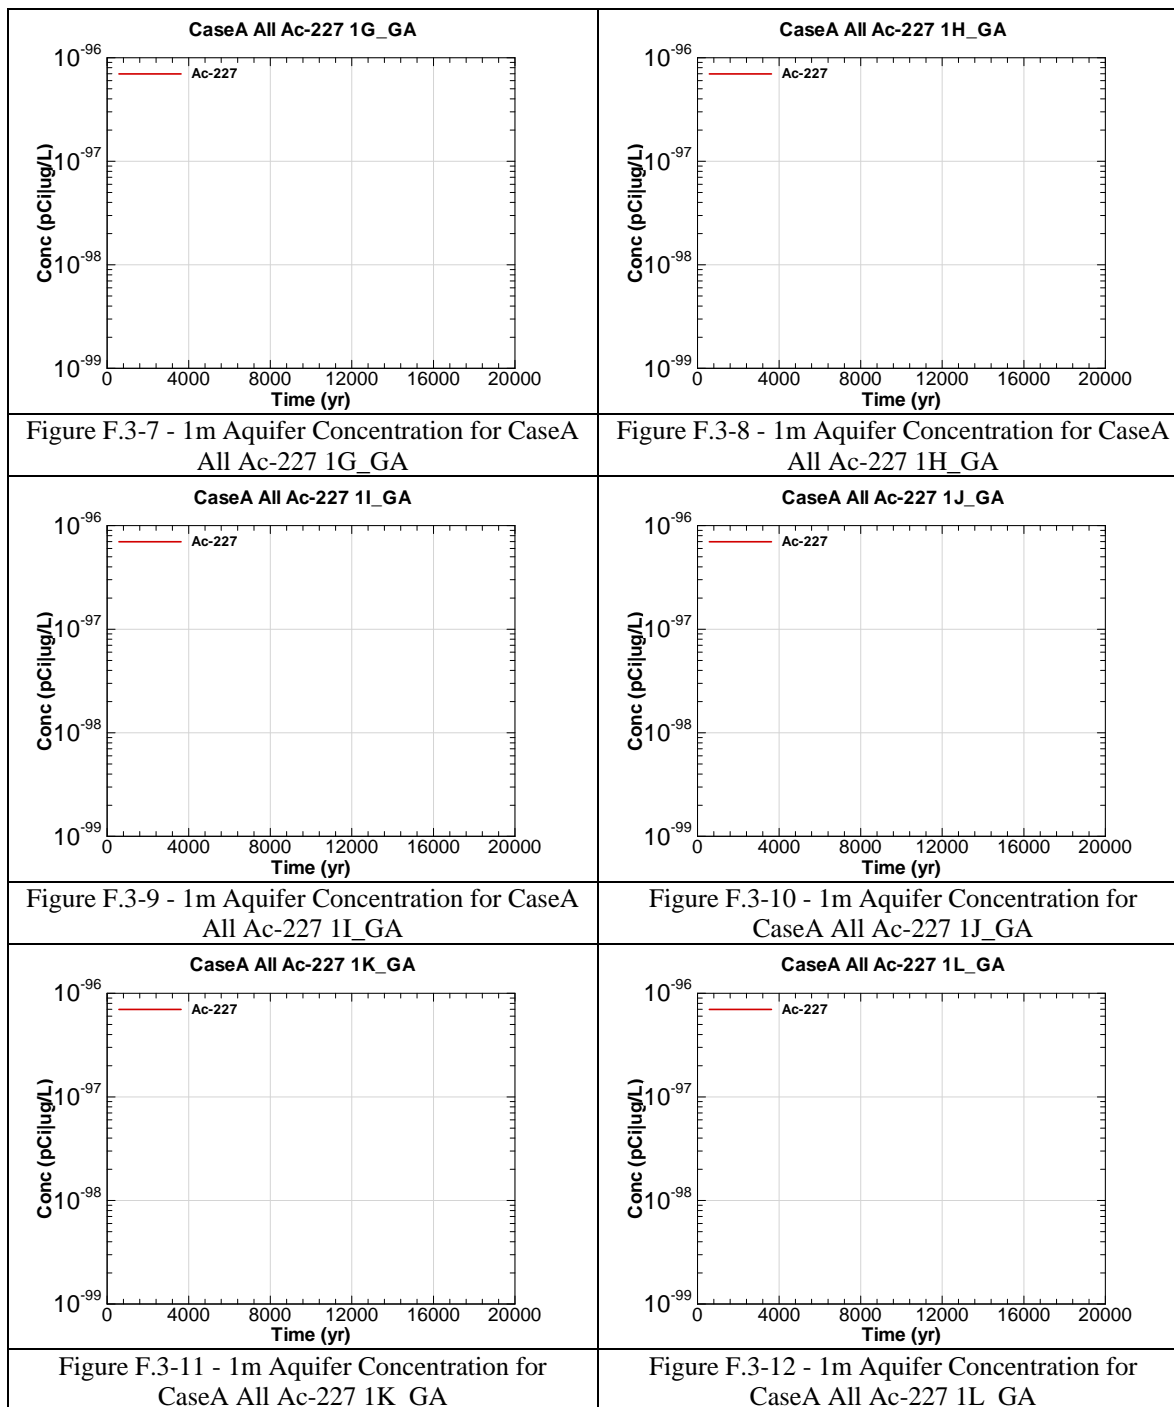 CaseA All Ac-227 1G_GA
10-96
Ac-227
10-97
Conc (pCi|ug/L)
10-98
10-99
0 4000 8000 12000 16000 20000
Time (yr)
Figure F.3-7 - 1m Aquifer Concentration for CaseA
All Ac-227 1G_GA
CaseA All Ac-227 1H_GA
10-96
Ac-227
10-97
Conc (pCi|ug/L)
10-98
10-99
0 4000 8000 12000 16000 20000
Time (yr)
Figure F.3-8 - 1m Aquifer Concentration for CaseA
All Ac-227 1H_GA
CaseA All Ac-227 1I_GA
10-96
Ac-227
10-97
Conc (pCi|ug/L)
10-98
10-99
0 4000 8000 12000 16000 20000
Time (yr)
Figure F.3-9 - 1m Aquifer Concentration for CaseA
All Ac-227 1I_GA
CaseA All Ac-227 1J_GA
10-96
Ac-227
10-97
Conc (pCi|ug/L)
10-98
10-99
0 4000 8000 12000 16000 20000
Time (yr)
Figure F.3-10 - 1m Aquifer Concentration for
CaseA All Ac-227 1J_GA
CaseA All Ac-227 1K_GA
10-96
Ac-227
10-97
Conc (pCi|ug/L)
10-98
10-99
0 4000 8000 12000 16000 20000
Time (yr)
Figure F.3-11 - 1m Aquifer Concentration for
CaseA All Ac-227 1K_GA
CaseA All Ac-227 1L_GA
10-96
Ac-227
10-97
Conc (pCi|ug/L)
10-98
10-99
0 4000 8000 12000 16000 20000
Time (yr)
Figure F.3-12 - 1m Aquifer Concentration for
CaseA All Ac-227 1L_GA